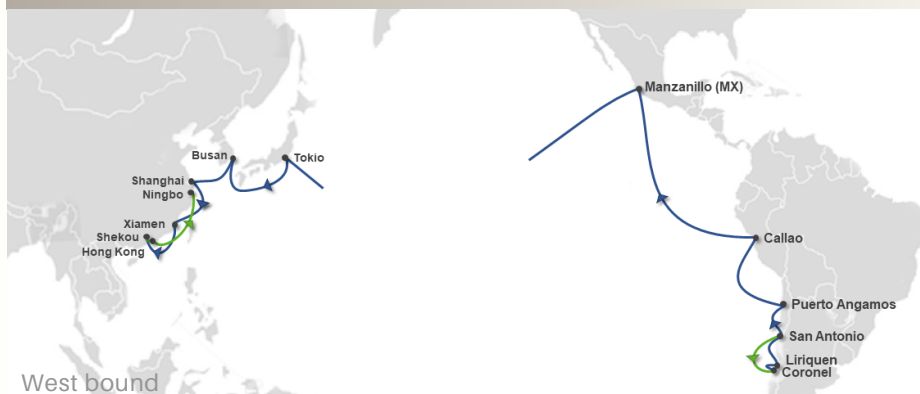 Manzanillo (MX)
Busan
Tokio
Shanghai
Ningbo
Xiamen
Shekou
Hong Kong
Callao
Puerto Angamos
San Antonio
Liriquen
Coronel
West bound